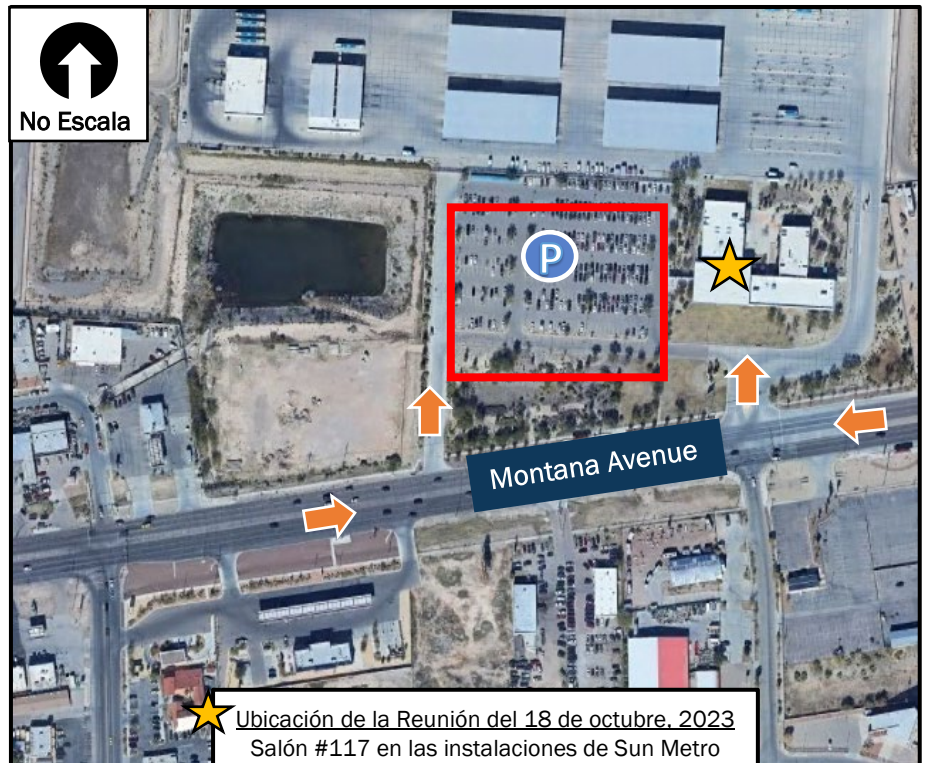 No Escala
P
Montana Avenue
Ubicación de la Reunión del 18 de octubre, 2023
Salón #117 en las instalaciones de Sun Metro